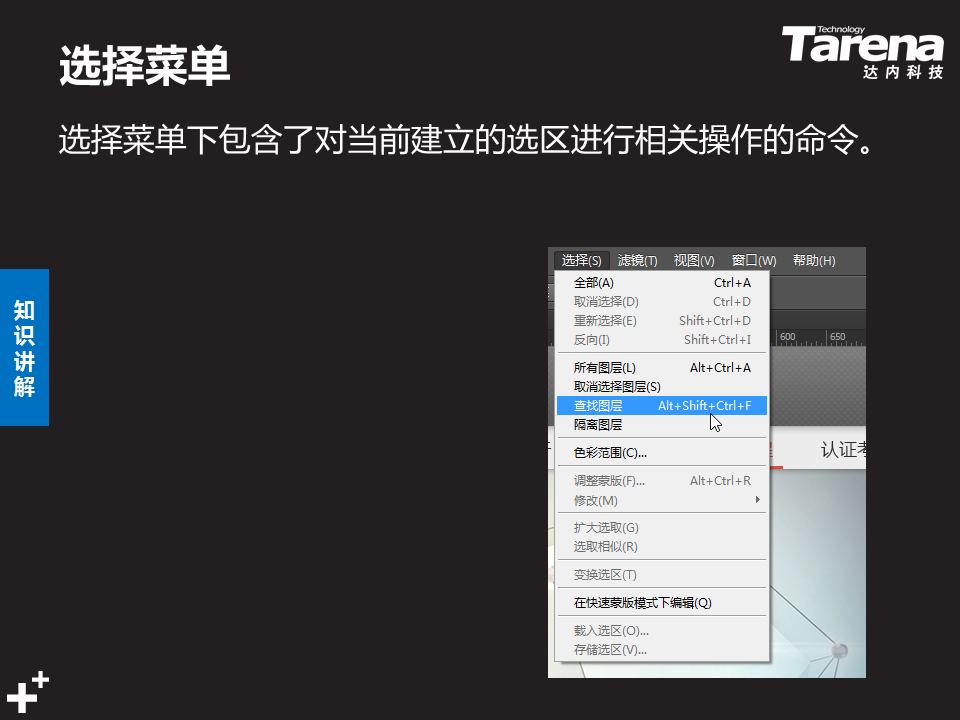 选择菜单
Technology
Tarena
达内科技
选择菜单下包含了对当前建立的选区进行相关操作的命令。
知识讲解
选择(S) 滤镜(T) 视图(V) 窗口(W) 帮助(H)
全部(A) Ctrl+A
取消选择(D) Ctrl+D
重新选择(E) Shift+Ctrl+D
反向(I) Shift+Ctrl+I
600 650
所有图层(L) Alt+Ctrl+A
取消选择图层(S)
查找图层 Alt+Shift+Ctrl+F
隔离图层
认证
色彩范围(C)...
调整蒙版(F)... Alt+Ctrl+R
修改(M)
扩大选取(G)
选取相似(R)
变换选区(T)
在快速蒙版模式下编辑(Q)
载入选区(O)...
存储选区(V)...